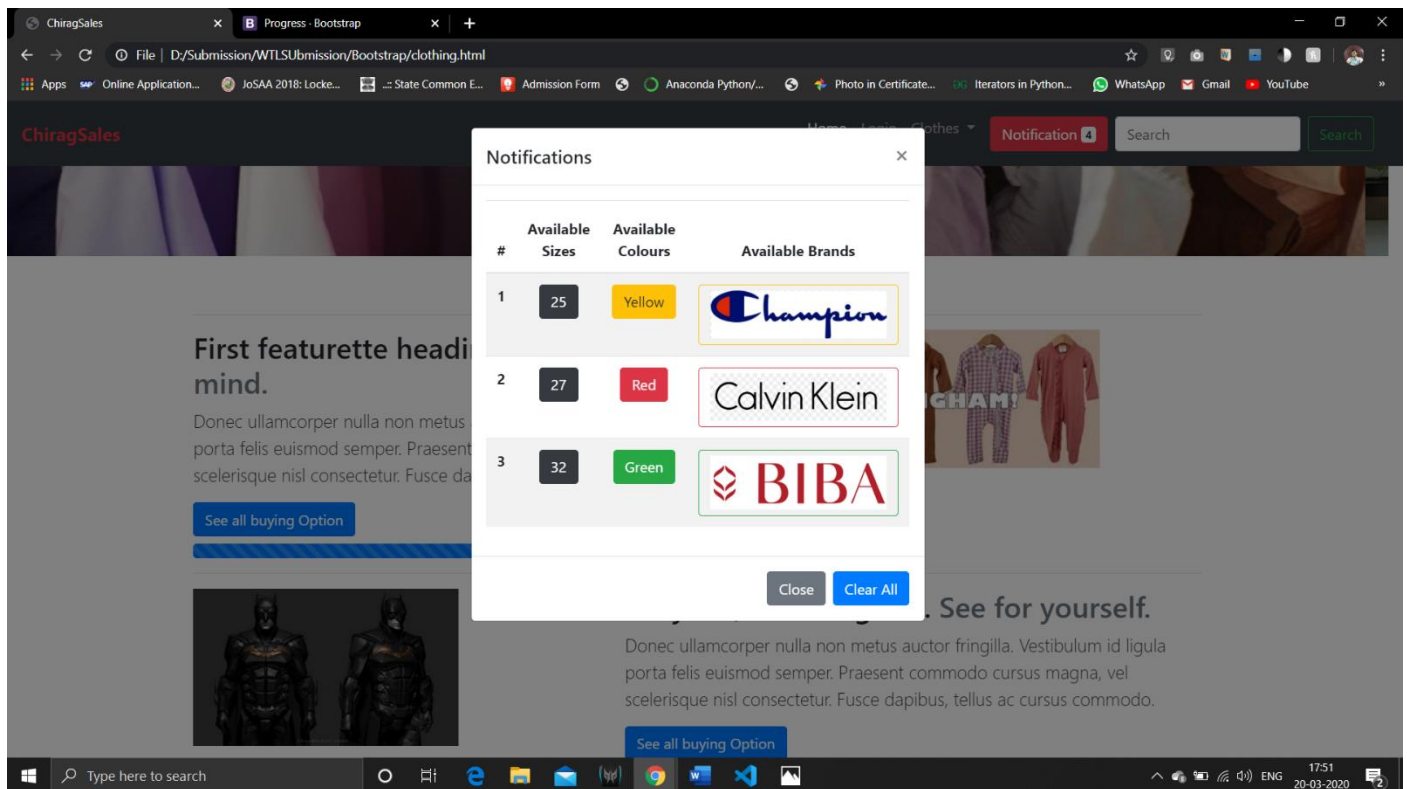 ChiragSales
Progress · Bootstrap
File | D:/Submission/WTLSUbmission/Bootstrap/clothing.html
Apps
Online Application...
JoSAA 2018: Locke...
..:: State Common E...
Admission Form
Anaconda Python/...
Photo in Certificate...
Iterators in Python...
WhatsApp
Gmail
YouTube
»
ChiragSales
Home
Login
Clothes
Notification 4
Search
Search
Notifications
×
#
Available Sizes
Available Colours
Available Brands
1
25
Yellow
Champion
2
27
Red
Calvin Klein
3
32
Green
BIBA
Close
Clear All
First featurette headi
mind.
Donec ullamcorper nulla non metus
porta felis euismod semper. Praesent
scelerisque nisl consectetur. Fusce da
See all buying Option
. See for yourself.
Donec ullamcorper nulla non metus auctor fringilla. Vestibulum id ligula
porta felis euismod semper. Praesent commodo cursus magna, vel
scelerisque nisl consectetur. Fusce dapibus, tellus ac cursus commodo.
See all buying Option
Type here to search
ENG
17:51
20-03-2020
2